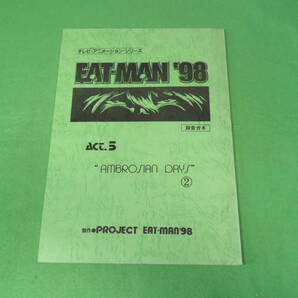 テレビ・アニメーション・シリーズ
EAT-MAN '98
録音台本
ACT. 5
"AMBROSIAN DAYS"
②
製作●PROJECT EAT-MAN'98